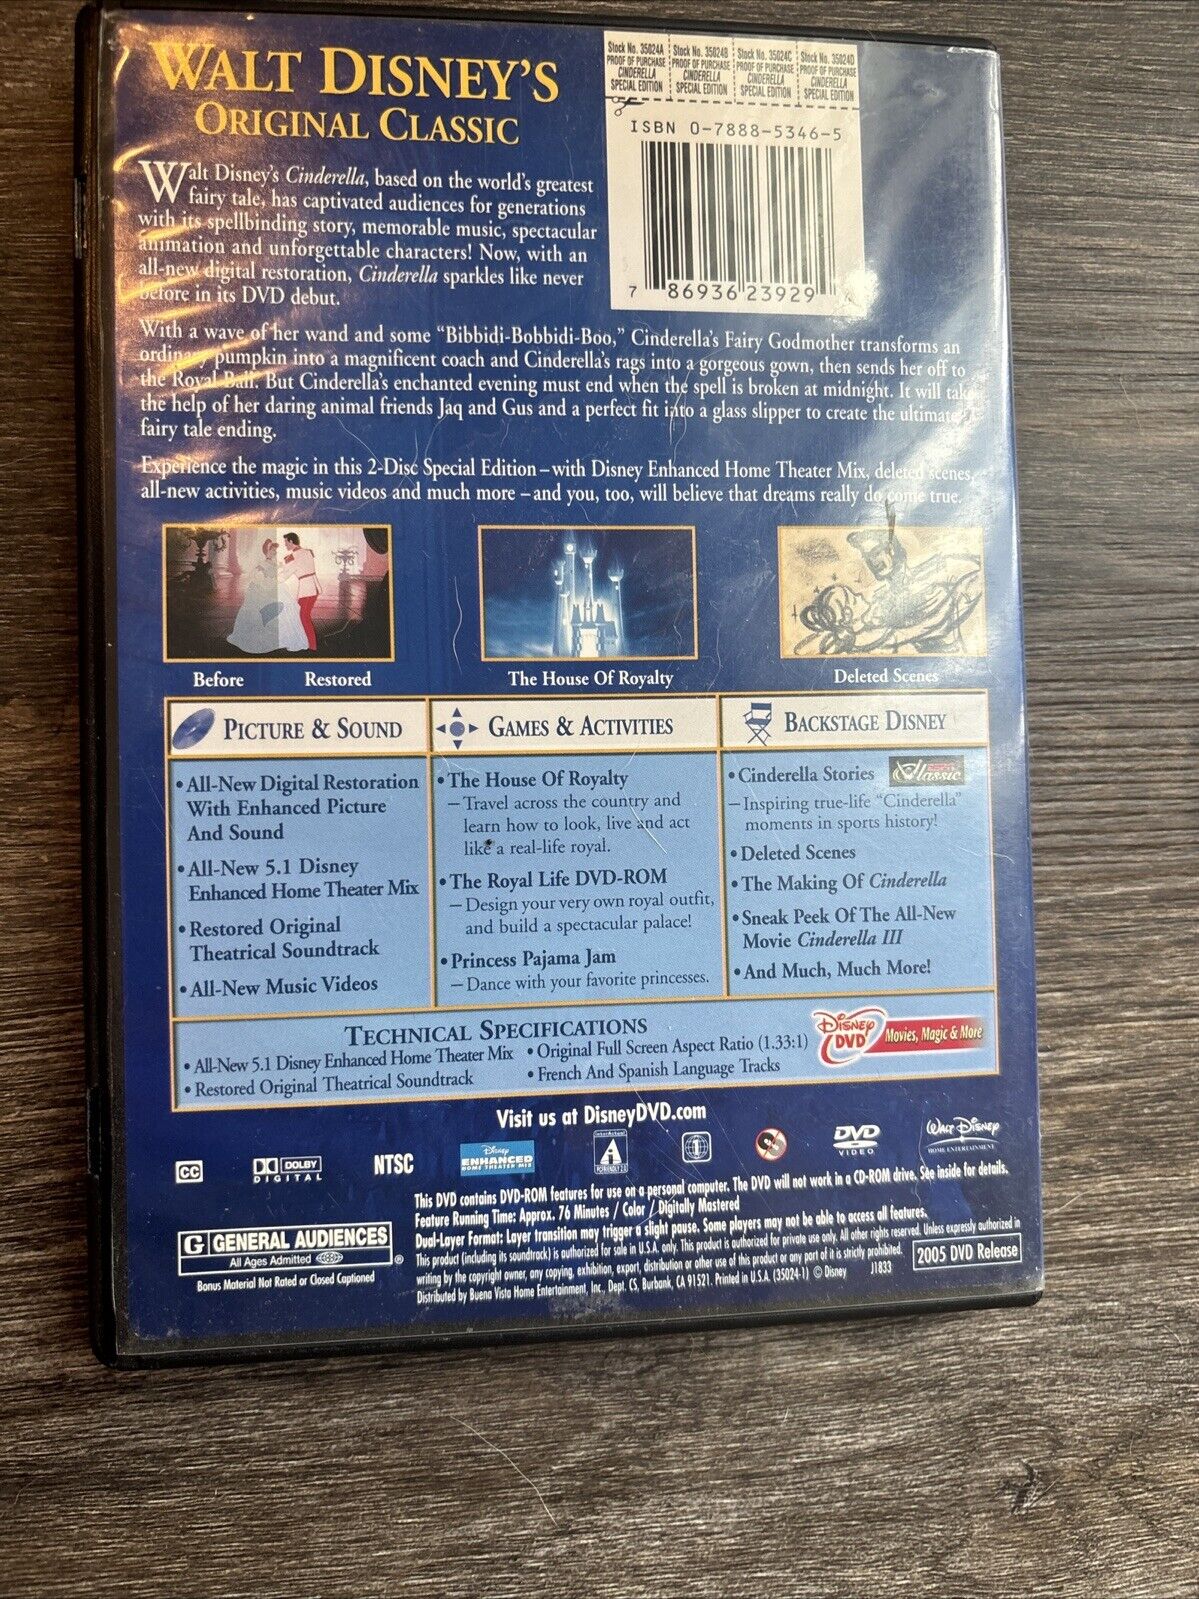 WALT DISNEY'S
ORIGINAL CLASSIC
Stock No. 35024A Stock No. 35024B Stock No. 35024C Stock No. 35024D
PROOF OF PURCHASE PROOF OF PURCHASE PROOF OF PURCHASE PROOF OF PURCHASE
CINDERELLA CINDERELLA CINDERELLA CINDERELLA
SPECIAL EDITION SPECIAL EDITION SPECIAL EDITION SPECIAL EDITION
ISBN 0-7888-5346-5
7 86936 23929
Walt Disney's Cinderella, based on the world's greatest
fairy tale, has captivated audiences for generations
with its spellbinding story, memorable music, spectacular
animation and unforgettable characters! Now, with an
all-new digital restoration, Cinderella sparkles like never
before in its DVD debut.
With a wave of her wand and some "Bibbidi-Bobbidi-Boo," Cinderella's Fairy Godmother transforms an
ordinary pumpkin into a magnificent coach and Cinderella's rags into a gorgeous gown, then sends her off to
the Royal Ball. But Cinderella's enchanted evening must end when the spell is broken at midnight. It will take
the help of her daring animal friends Jaq and Gus and a perfect fit into a glass slipper to create the ultimate
fairy tale ending.
Experience the magic in this 2-Disc Special Edition – with Disney Enhanced Home Theater Mix, deleted scenes,
all-new activities, music videos and much more – and you, too, will believe that dreams really do come true.
Before Restored
The House Of Royalty
Deleted Scenes
PICTURE & SOUND
• All-New Digital Restoration
With Enhanced Picture
And Sound
• All-New 5.1 Disney
Enhanced Home Theater Mix
• Restored Original
Theatrical Soundtrack
• All-New Music Videos
GAMES & ACTIVITIES
• The House Of Royalty
– Travel across the country and
learn how to look, live and act
like a real-life royal.
• The Royal Life DVD-ROM
– Design your very own royal outfit,
and build a spectacular palace!
• Princess Pajama Jam
– Dance with your favorite princesses.
BACKSTAGE DISNEY
• Cinderella Stories Classic
– Inspiring true-life "Cinderella"
moments in sports history!
• Deleted Scenes
• The Making Of Cinderella
• Sneak Peek Of The All-New
Movie Cinderella III
• And Much, Much More!
TECHNICAL SPECIFICATIONS
• All-New 5.1 Disney Enhanced Home Theater Mix • Original Full Screen Aspect Ratio (1.33:1)
• Restored Original Theatrical Soundtrack • French And Spanish Language Tracks
DISNEY DVD Movies, Magic & More
Visit us at DisneyDVD.com
CC DOLBY DIGITAL NTSC Disney ENHANCED HOME THEATER MIX InterActual A PCFRIENDLY 2.0 1 DVD VIDEO WALT DISNEY HOME ENTERTAINMENT
This DVD contains DVD-ROM features for use on a personal computer. The DVD will not work in a CD-ROM drive. See inside for details.
Feature Running Time: Approx. 76 Minutes / Color / Digitally Mastered
Dual-Layer Format: Layer transition may trigger a slight pause. Some players may not be able to access all features.
This product (including its soundtrack) is authorized for sale in U.S.A. only. This product is authorized for private use only. All other rights reserved. Unless expressly authorized in
writing by the copyright owner, any copying, exhibition, export, distribution or other use of this product or any part of it is strictly prohibited.
Distributed by Buena Vista Home Entertainment, Inc., Dept. CS, Burbank, CA 91521. Printed in U.S.A. (35024-1) © Disney J1833
2005 DVD Release
G GENERAL AUDIENCES
All Ages Admitted ®
Bonus Material Not Rated or Closed Captioned